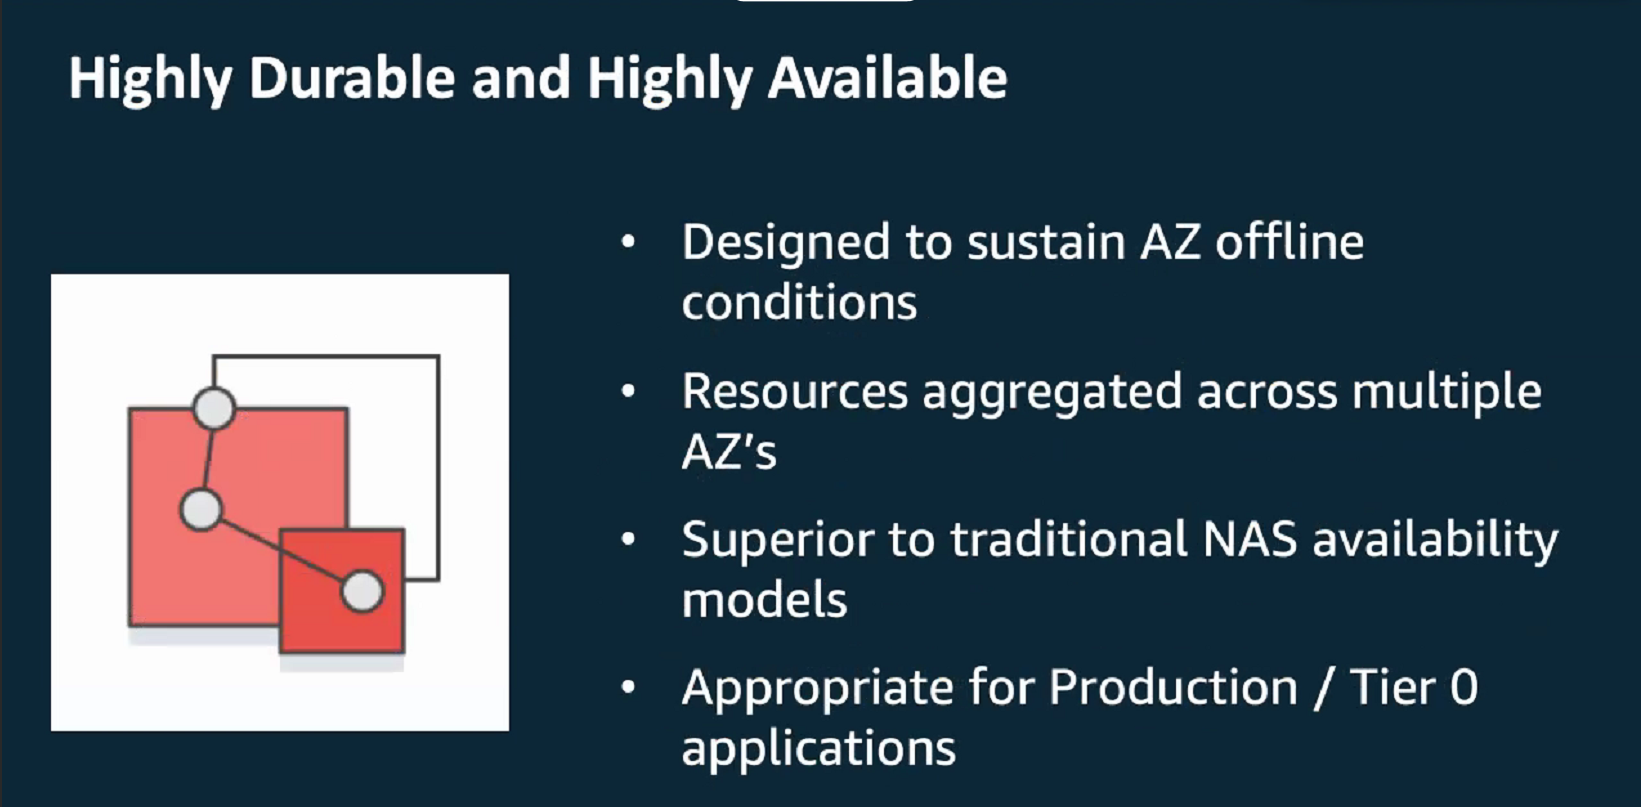 Highly Durable and Highly Available
• Designed to sustain AZ offline
conditions
• Resources aggregated across multiple
AZ's
• Superior to traditional NAS availability
models
• Appropriate for Production / Tier 0
applications